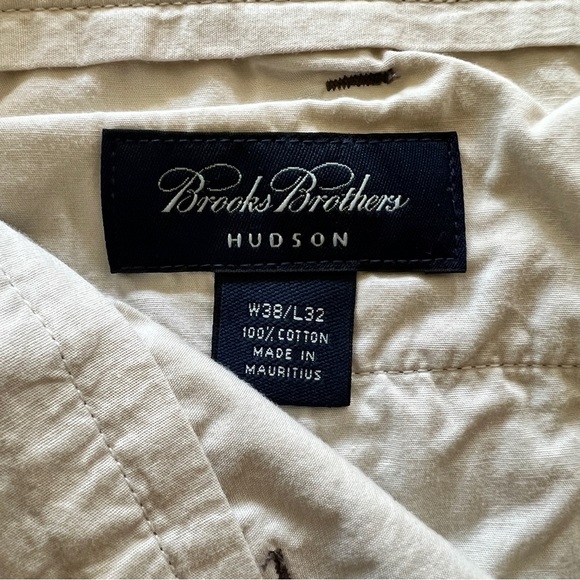 Brooks Brothers
HUDSON
W38/L32
100% COTTON
MADE IN
MAURITIUS